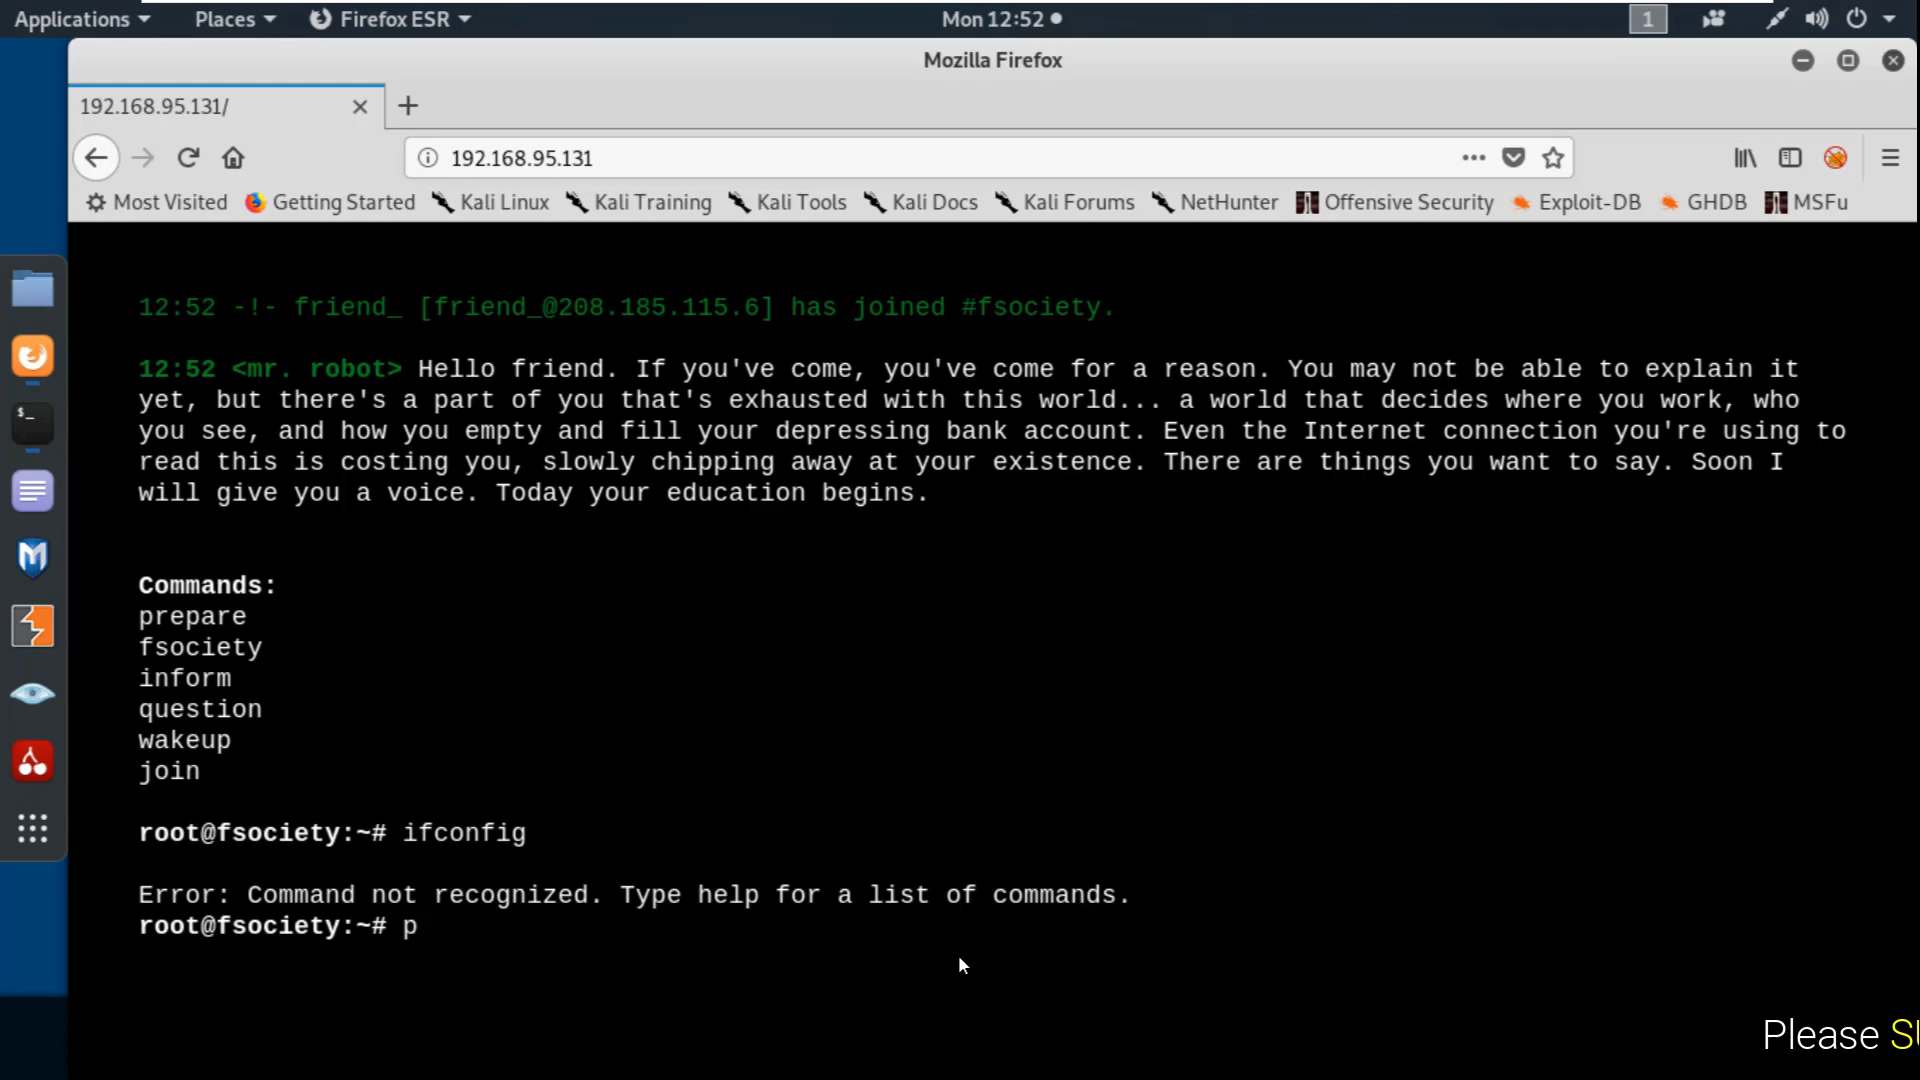 Applications Places Firefox ESR Mon 12:52 1
Mozilla Firefox
192.168.95.131/
192.168.95.131
Most Visited Getting Started Kali Linux Kali Training Kali Tools Kali Docs Kali Forums NetHunter Offensive Security Exploit-DB GHDB MSFu
12:52 -!- friend_ [friend_@208.185.115.6] has joined #fsociety.
12:52 <mr. robot> Hello friend. If you've come, you've come for a reason. You may not be able to explain it
yet, but there's a part of you that's exhausted with this world... a world that decides where you work, who
you see, and how you empty and fill your depressing bank account. Even the Internet connection you're using to
read this is costing you, slowly chipping away at your existence. There are things you want to say. Soon I
will give you a voice. Today your education begins.
Commands:
prepare
fsociety
inform
question
wakeup
join
root@fsociety:~# ifconfig
Error: Command not recognized. Type help for a list of commands.
root@fsociety:~# p
Please